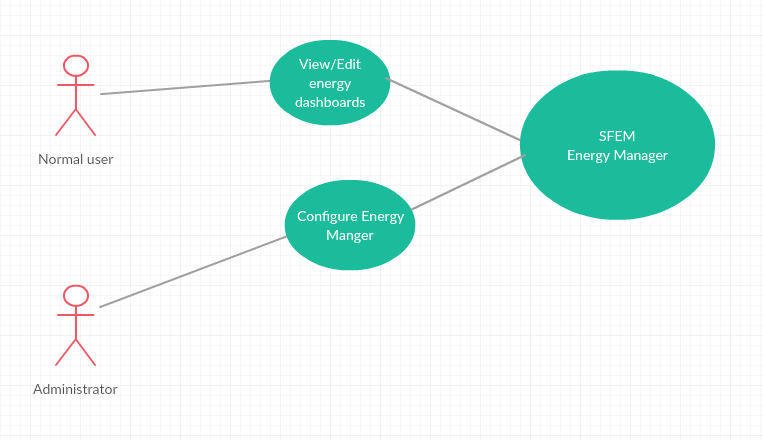 View/Edit
energy
dashboards
Normal user
SFEM
Energy Manager
Configure Energy
Manger
Administrator